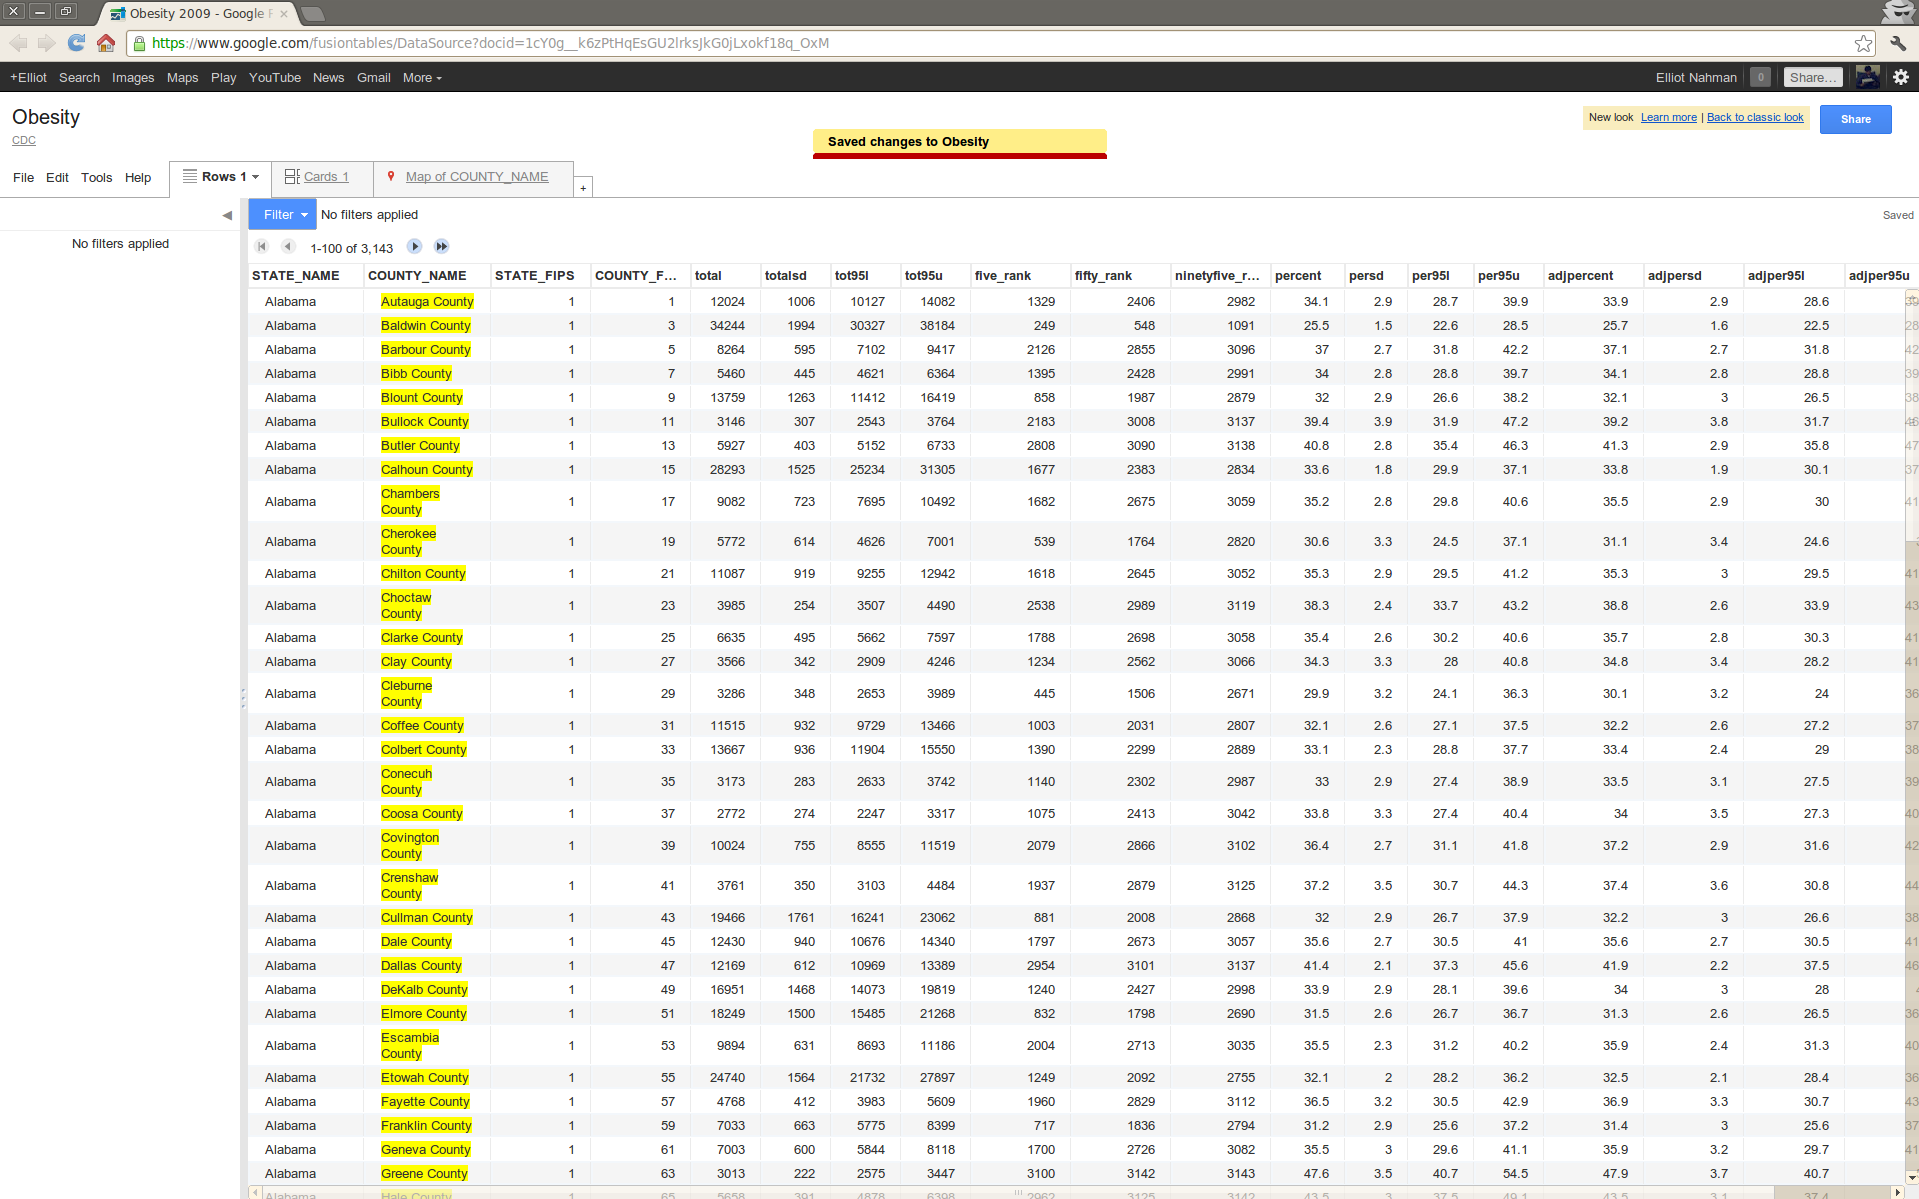 Obesity 2009 - Google F
https://www.google.com/fusiontables/DataSource?docid=1cY0g__k6zPtHqEsGU2lrksJkG0jLxokf18q_OxM
+Elliot Search Images Maps Play YouTube News Gmail More Elliot Nahman 0 Share...
Obesity
CDC
New look Learn more | Back to classic look Share
Saved changes to Obesity
File Edit Tools Help Rows 1 Cards 1 Map of COUNTY_NAME +
Filter No filters applied Saved
No filters applied
1-100 of 3,143
STATE_NAME COUNTY_NAME STATE_FIPS COUNTY_F... total totalsd tot95l tot95u five_rank fifty_rank ninetyfive_r... percent persd per95l per95u adjpercent adjpersd adjper95l adjper95u
Alabama Autauga County 1 1 12024 1006 10127 14082 1329 2406 2982 34.1 2.9 28.7 39.9 33.9 2.9 28.6 39
Alabama Baldwin County 1 3 34244 1994 30327 38184 249 548 1091 25.5 1.5 22.6 28.5 25.7 1.6 22.5 28
Alabama Barbour County 1 5 8264 595 7102 9417 2126 2855 3096 37 2.7 31.8 42.2 37.1 2.7 31.8 42
Alabama Bibb County 1 7 5460 445 4621 6364 1395 2428 2991 34 2.8 28.8 39.7 34.1 2.8 28.8 39
Alabama Blount County 1 9 13759 1263 11412 16419 858 1987 2879 32 2.9 26.6 38.2 32.1 3 26.5 38
Alabama Bullock County 1 11 3146 307 2543 3764 2183 3008 3137 39.4 3.9 31.9 47.2 39.2 3.8 31.7 46
Alabama Butler County 1 13 5927 403 5152 6733 2808 3090 3138 40.8 2.8 35.4 46.3 41.3 2.9 35.8 47
Alabama Calhoun County 1 15 28293 1525 25234 31305 1677 2383 2834 33.6 1.8 29.9 37.1 33.8 1.9 30.1 37
Alabama Chambers County 1 17 9082 723 7695 10492 1682 2675 3059 35.2 2.8 29.8 40.6 35.5 2.9 30 41
Alabama Cherokee County 1 19 5772 614 4626 7001 539 1764 2820 30.6 3.3 24.5 37.1 31.1 3.4 24.6
Alabama Chilton County 1 21 11087 919 9255 12942 1618 2645 3052 35.3 2.9 29.5 41.2 35.3 3 29.5 41
Alabama Choctaw County 1 23 3985 254 3507 4490 2538 2989 3119 38.3 2.4 33.7 43.2 38.8 2.6 33.9 43
Alabama Clarke County 1 25 6635 495 5662 7597 1788 2698 3058 35.4 2.6 30.2 40.6 35.7 2.8 30.3 41
Alabama Clay County 1 27 3566 342 2909 4246 1234 2562 3066 34.3 3.3 28 40.8 34.8 3.4 28.2 41
Alabama Cleburne County 1 29 3286 348 2653 3989 445 1506 2671 29.9 3.2 24.1 36.3 30.1 3.2 24 36
Alabama Coffee County 1 31 11515 932 9729 13466 1003 2031 2807 32.1 2.6 27.1 37.5 32.2 2.6 27.2 37
Alabama Colbert County 1 33 13667 936 11904 15550 1390 2299 2889 33.1 2.3 28.8 37.7 33.4 2.4 29 38
Alabama Conecuh County 1 35 3173 283 2633 3742 1140 2302 2987 33 2.9 27.4 38.9 33.5 3.1 27.5 39
Alabama Coosa County 1 37 2772 274 2247 3317 1075 2413 3042 33.8 3.3 27.4 40.4 34 3.5 27.3 40
Alabama Covington County 1 39 10024 755 8555 11519 2079 2866 3102 36.4 2.7 31.1 41.8 37.2 2.9 31.6 42
Alabama Crenshaw County 1 41 3761 350 3103 4484 1937 2879 3125 37.2 3.5 30.7 44.3 37.4 3.6 30.8 44
Alabama Cullman County 1 43 19466 1761 16241 23062 881 2008 2868 32 2.9 26.7 37.9 32.2 3 26.6 38
Alabama Dale County 1 45 12430 940 10676 14340 1797 2673 3057 35.6 2.7 30.5 41 35.6 2.7 30.5 41
Alabama Dallas County 1 47 12169 612 10969 13389 2954 3101 3137 41.4 2.1 37.3 45.6 41.9 2.2 37.5 46
Alabama DeKalb County 1 49 16951 1468 14073 19819 1240 2427 2998 33.9 2.9 28.1 39.6 34 3 28
Alabama Elmore County 1 51 18249 1500 15485 21268 832 1798 2690 31.5 2.6 26.7 36.7 31.3 2.6 26.5 36
Alabama Escambia County 1 53 9894 631 8693 11186 2004 2713 3035 35.5 2.3 31.2 40.2 35.9 2.4 31.3 40
Alabama Etowah County 1 55 24740 1564 21732 27897 1249 2092 2755 32.1 2 28.2 36.2 32.5 2.1 28.4 36
Alabama Fayette County 1 57 4768 412 3983 5609 1960 2829 3112 36.5 3.2 30.5 42.9 36.9 3.3 30.7 43
Alabama Franklin County 1 59 7033 663 5775 8399 717 1836 2794 31.2 2.9 25.6 37.2 31.4 3 25.6 37
Alabama Geneva County 1 61 7003 600 5844 8118 1700 2726 3082 35.5 3 29.6 41.1 35.9 3.2 29.7 41
Alabama Greene County 1 63 3013 222 2575 3447 3100 3142 3143 47.6 3.5 40.7 54.5 47.9 3.7 40.7
Alabama Hale County 1 65 5658 391 4878 6398 2962 3125 3142 43.5 3 37.5 49.1 43.5 3.1 37.4